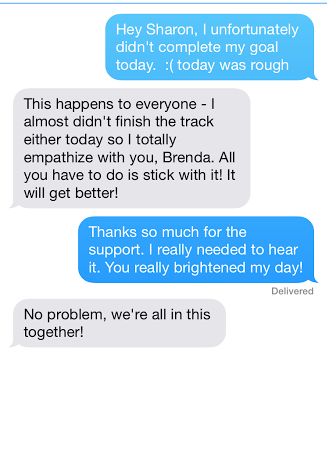 Hey Sharon, I unfortunately
didn't complete my goal
today.  :( today was rough
This happens to everyone - I
almost didn't finish the track
either today so I totally
empathize with you, Brenda. All
you have to do is stick with it! It
will get better!
Thanks so much for the
support. I really needed to hear
it. You really brightened my day!
Delivered
No problem, we're all in this
together!